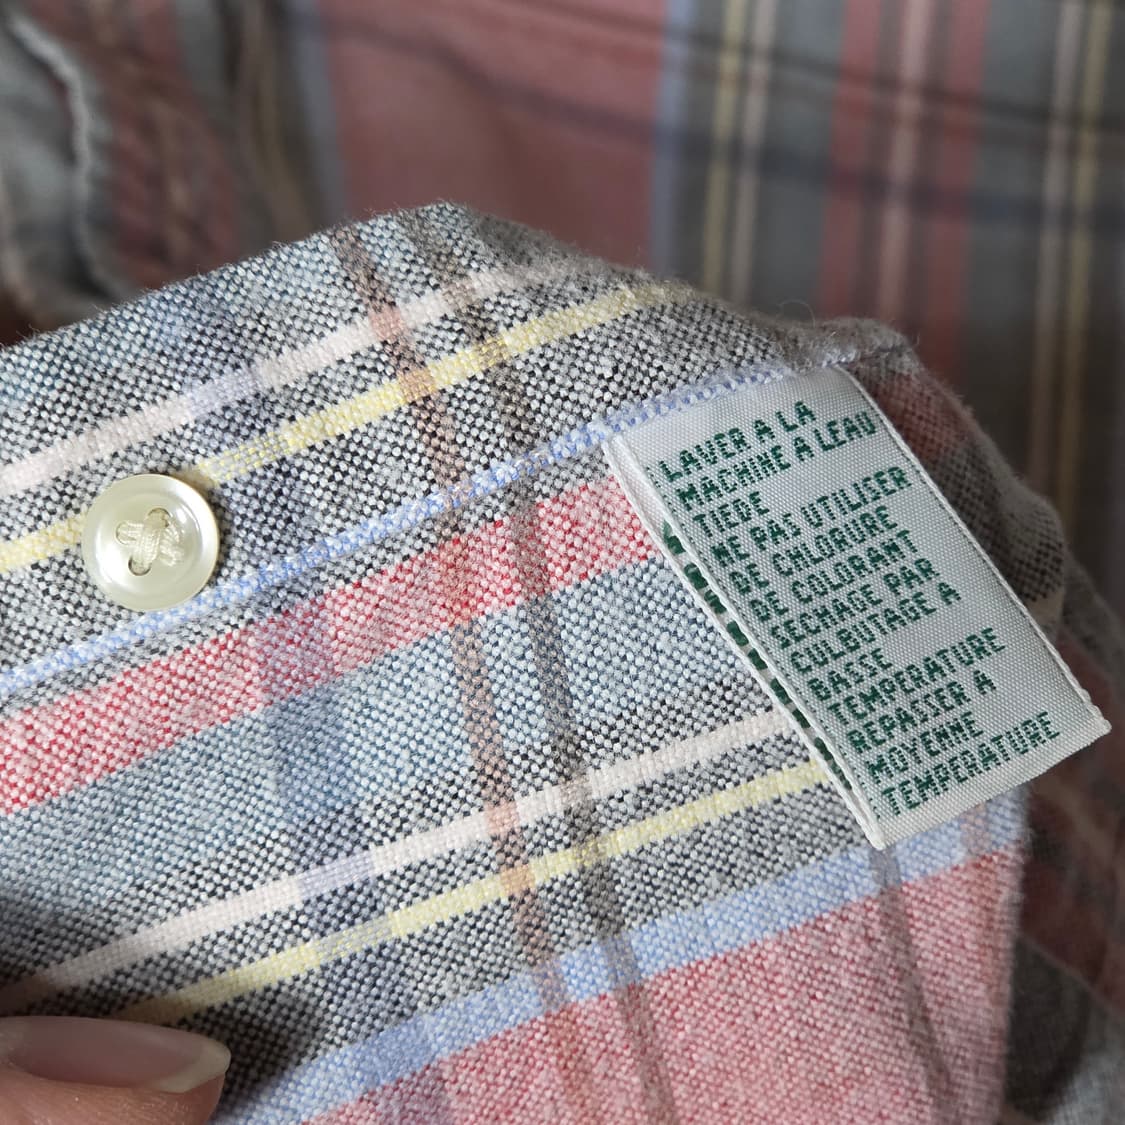 LAVER A LA
MACHINE A LEAU
TIEDE
NE PAS UTILISER
DE CHLORURE
DE COLORANT
SECHAGE PAR
CULBUTAGE A
BASSE
TEMPERATURE
REPASSER A
MOYENNE
TEMPERATURE